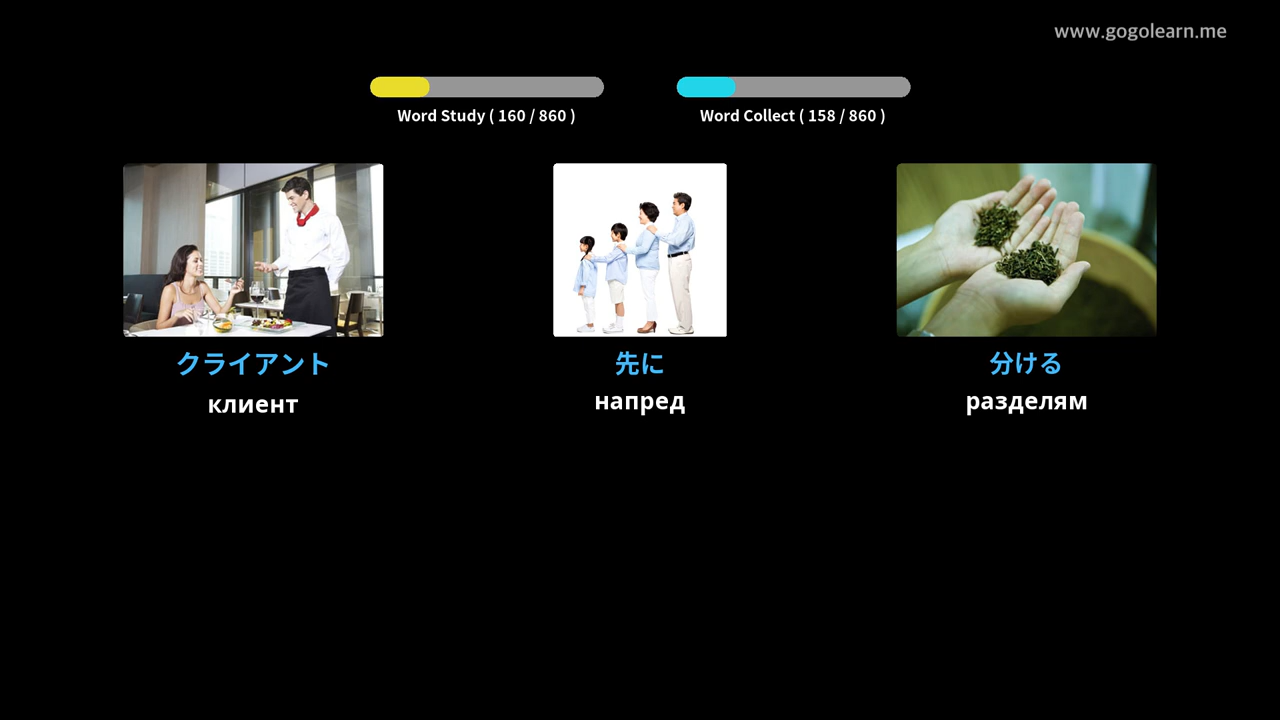 www.gogolearn.me
Word Study ( 160 / 860 )
Word Collect ( 158 / 860 )
クライアント
клиент
先に
напред
分ける
разделям